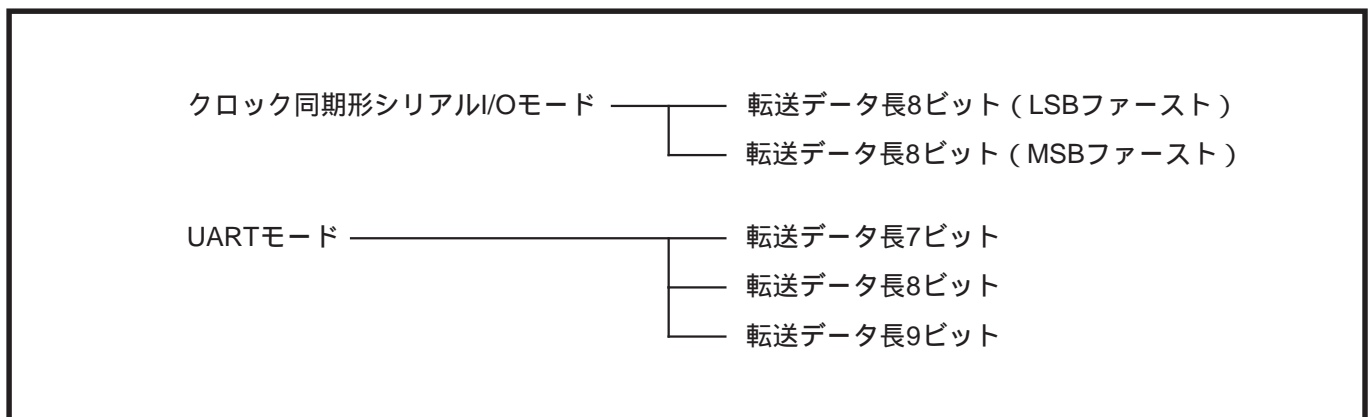 クロック同期形シリアルI/Oモード 転送データ長8ビット（LSBファースト）
転送データ長8ビット（MSBファースト）
UARTモード 転送データ長7ビット
転送データ長8ビット
転送データ長9ビット